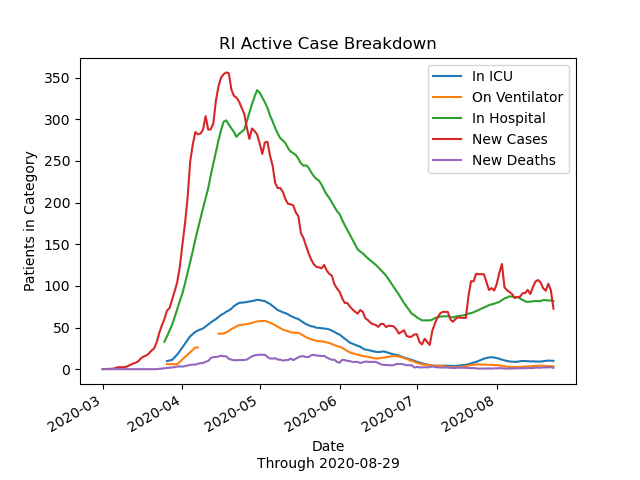 RI Active Case Breakdown
In ICU
On Ventilator
In Hospital
New Cases
New Deaths
Patients in Category
350
300
250
200
150
100
50
0
2020-03
2020-04
2020-05
2020-06
2020-07
2020-08
Date
Through 2020-08-29